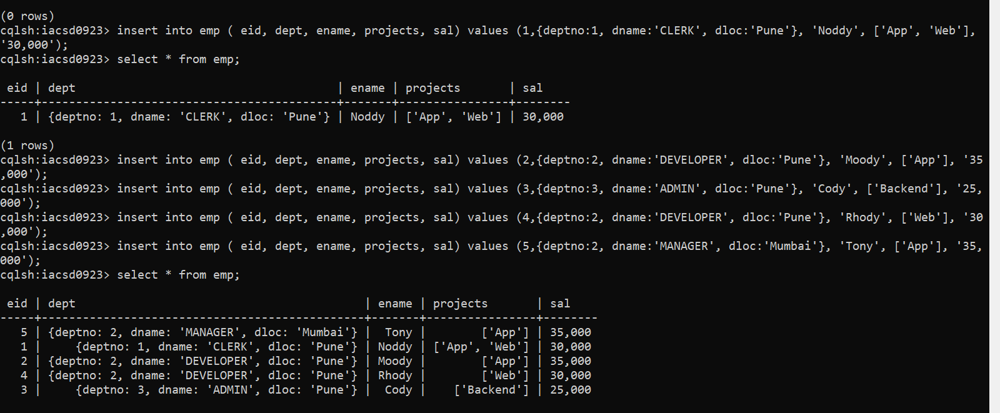 (0 rows)
cqlsh:iacsd0923> insert into emp ( eid, dept, ename, projects, sal) values (1,{deptno:1, dname:'CLERK', dloc:'Pune'}, 'Noddy', ['App', 'Web'],
'30,000');
cqlsh:iacsd0923> select * from emp;

 eid | dept                                       | ename | projects       | sal
-----+--------------------------------------------+-------+----------------+--------
   1 | {deptno: 1, dname: 'CLERK', dloc: 'Pune'} | Noddy | ['App', 'Web'] | 30,000

(1 rows)
cqlsh:iacsd0923> insert into emp ( eid, dept, ename, projects, sal) values (2,{deptno:2, dname:'DEVELOPER', dloc:'Pune'}, 'Moody', ['App'], '35
,000');
cqlsh:iacsd0923> insert into emp ( eid, dept, ename, projects, sal) values (3,{deptno:3, dname:'ADMIN', dloc:'Pune'}, 'Cody', ['Backend'], '25,
000');
cqlsh:iacsd0923> insert into emp ( eid, dept, ename, projects, sal) values (4,{deptno:2, dname:'DEVELOPER', dloc:'Pune'}, 'Rhody', ['Web'], '30
,000');
cqlsh:iacsd0923> insert into emp ( eid, dept, ename, projects, sal) values (5,{deptno:2, dname:'MANAGER', dloc:'Mumbai'}, 'Tony', ['App'], '35,
000');
cqlsh:iacsd0923> select * from emp;

 eid | dept                                          | ename | projects       | sal
-----+-----------------------------------------------+-------+----------------+--------
   5 | {deptno: 2, dname: 'MANAGER', dloc: 'Mumbai'} |  Tony |        ['App'] | 35,000
   1 |     {deptno: 1, dname: 'CLERK', dloc: 'Pune'} | Noddy | ['App', 'Web'] | 30,000
   2 | {deptno: 2, dname: 'DEVELOPER', dloc: 'Pune'} | Moody |        ['App'] | 35,000
   4 | {deptno: 2, dname: 'DEVELOPER', dloc: 'Pune'} | Rhody |        ['Web'] | 30,000
   3 |     {deptno: 3, dname: 'ADMIN', dloc: 'Pune'} |  Cody |    ['Backend'] | 25,000